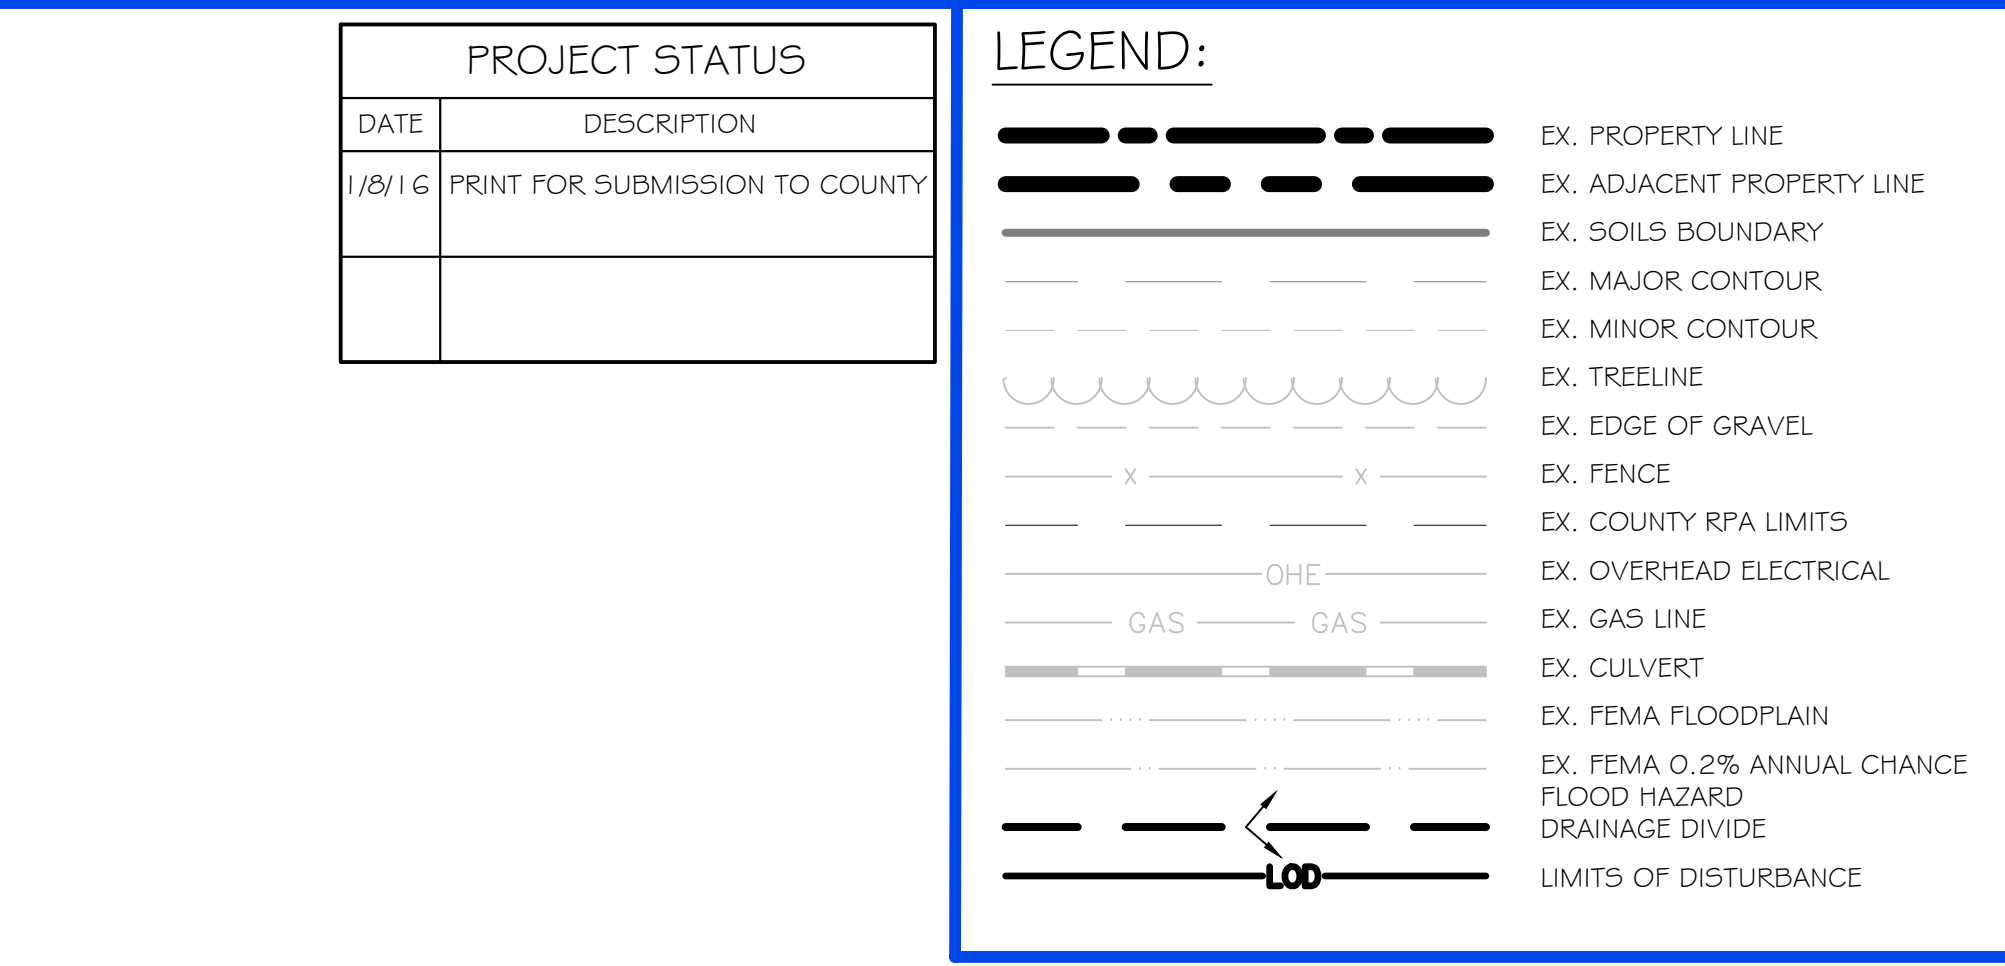 PROJECT STATUS
DATE DESCRIPTION
1/8/16 PRINT FOR SUBMISSION TO COUNTY
LEGEND:
EX. PROPERTY LINE
EX. ADJACENT PROPERTY LINE
EX. SOILS BOUNDARY
EX. MAJOR CONTOUR
EX. MINOR CONTOUR
EX. TREELINE
EX. EDGE OF GRAVEL
X X EX. FENCE
EX. COUNTY RPA LIMITS
OHE EX. OVERHEAD ELECTRICAL
GAS GAS EX. GAS LINE
EX. CULVERT
EX. FEMA FLOODPLAIN
EX. FEMA 0.2% ANNUAL CHANCE
FLOOD HAZARD
DRAINAGE DIVIDE
LOD LIMITS OF DISTURBANCE